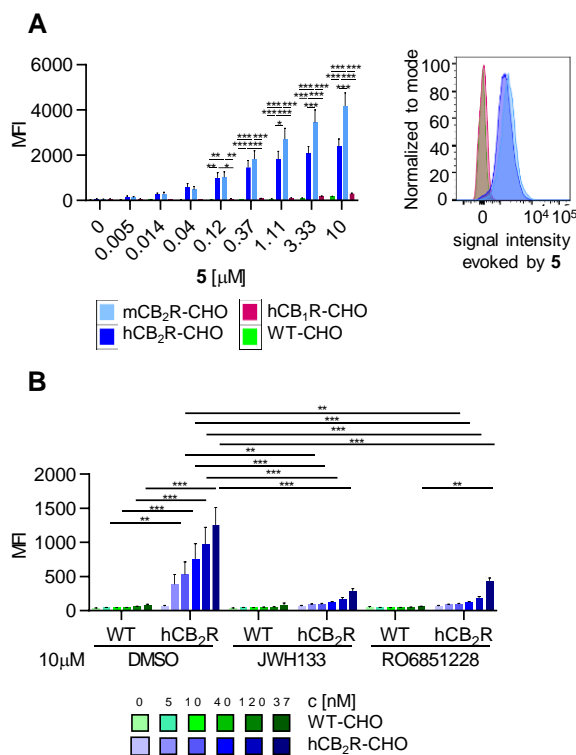 A
6000
4000
2000
0
MFI
** ** ** * *** *** *** *** *** *** *** *** * *** *** *** *** *** *** *** *** *** ***
0 0.005 0.014 0.04 0.12 0.37 1.11 3.33 10
5 [µM]
Normalized to mode
100
80
60
40
20
0
0 10⁴ 10⁵
signal intensity
evoked by 5
mCB₂R-CHO hCB₁R-CHO
hCB₂R-CHO WT-CHO
B
**
***
***
***
**
***
***
*** *** **
***
***
**
2000
1500
1000
500
0
MFI
WT hCB₂R WT hCB₂R WT hCB₂R
10µM DMSO JWH133 RO6851228
0 5 10 40 120 37 c [nM]
WT-CHO
hCB₂R-CHO